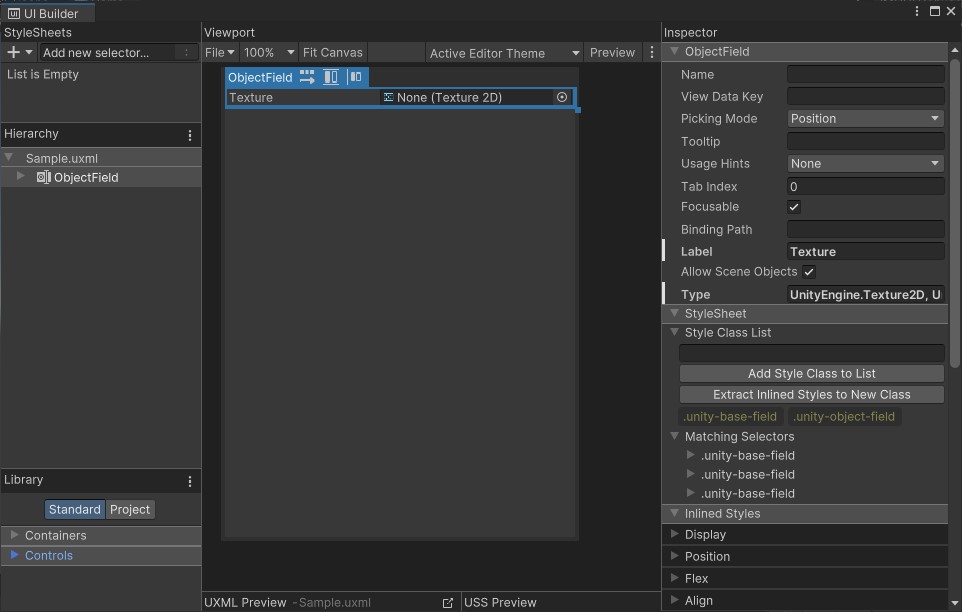 UI Builder
StyleSheets
Add new selector...
List is Empty
Hierarchy
Sample.uxml
ObjectField
Library
Standard Project
Containers
Controls
Viewport
File 100% Fit Canvas Active Editor Theme Preview
ObjectField
Texture None (Texture 2D)
UXML Preview - Sample.uxml USS Preview
Inspector
ObjectField
Name
View Data Key
Picking Mode Position
Tooltip
Usage Hints None
Tab Index 0
Focusable
Binding Path
Label Texture
Allow Scene Objects
Type UnityEngine.Texture2D, U
StyleSheet
Style Class List
Add Style Class to List
Extract Inlined Styles to New Class
.unity-base-field .unity-object-field
Matching Selectors
.unity-base-field
.unity-base-field
.unity-base-field
Inlined Styles
Display
Position
Flex
Align